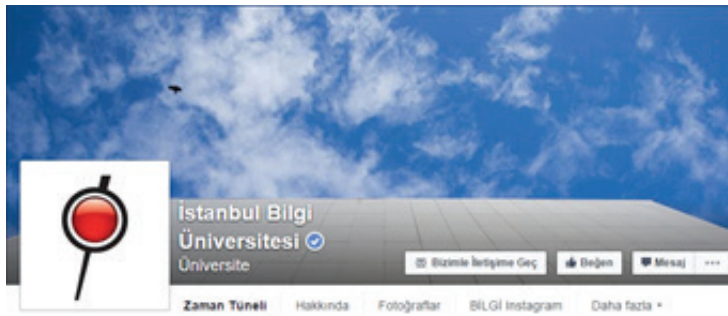 İstanbul Bilgi
Üniversitesi
Üniversite
Bizimle İletişime Geç
Beğen
Mesaj
Zaman Tüneli
Hakkında
Fotoğraflar
BİLGİ Instagram
Daha fazla